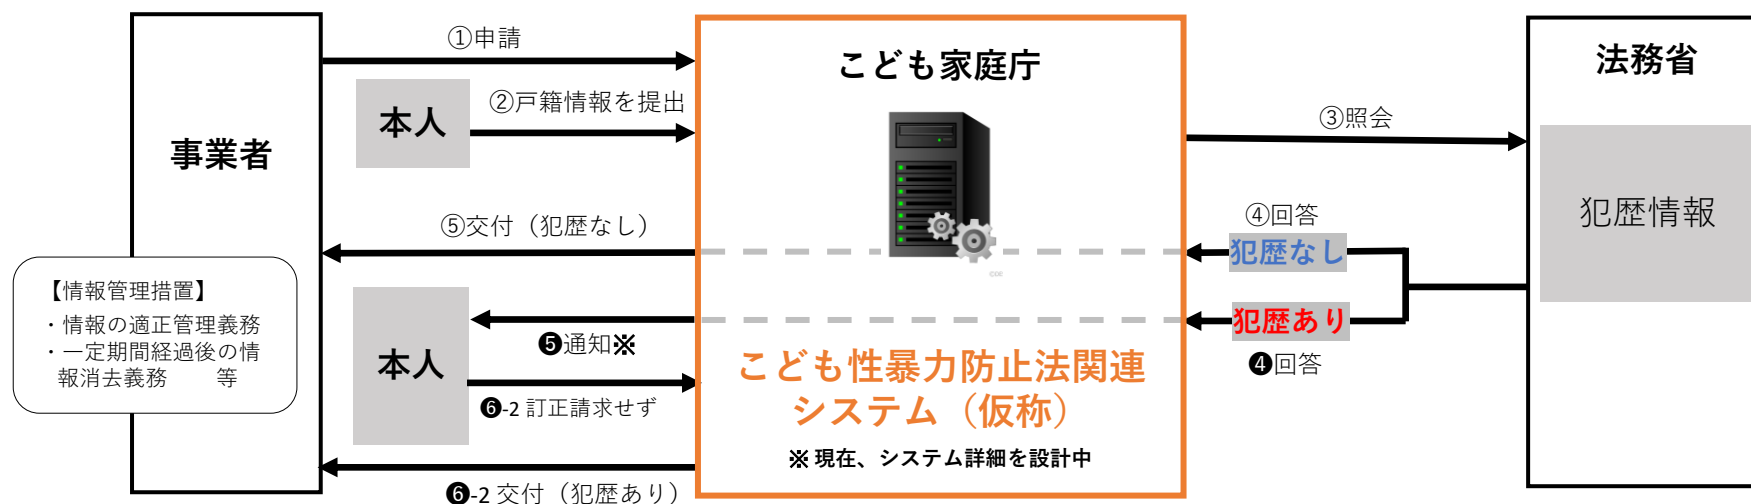 ①申請
こども家庭庁
法務省
本人
②戸籍情報を提出
③照会
事業者
犯歴情報
⑤交付（犯歴なし）
④回答
犯歴なし
【情報管理措置】
・情報の適正管理義務
・一定期間経過後の情
報消去義務　　等
❺通知※
犯歴あり
❹回答
本人
こども性暴力防止法関連
システム（仮称）
❻-2 訂正請求せず
※ 現在、システム詳細を設計中
❻-2 交付（犯歴あり）